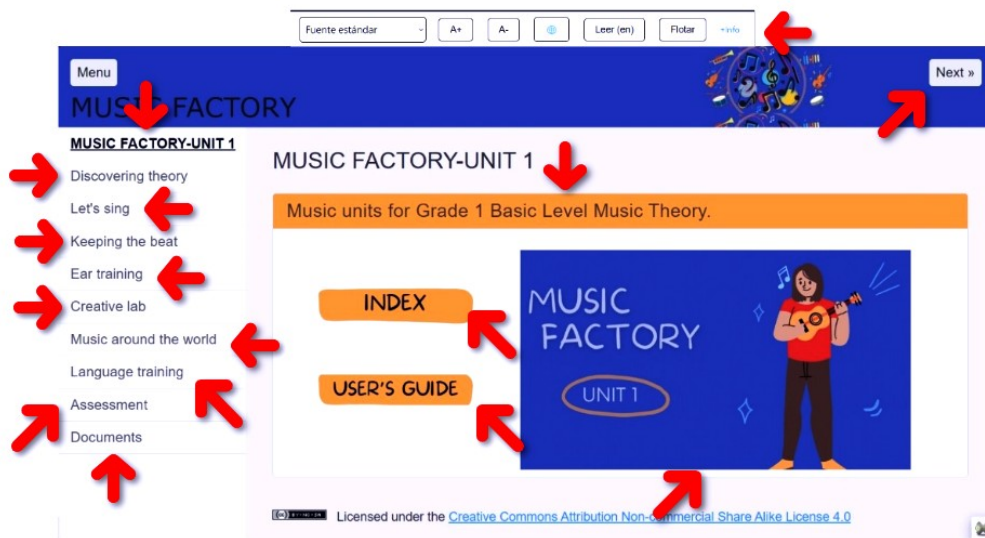 Fuente estándar A+ A- Leer (en) Flotar +info
Menu Next »
MUSIC FACTORY
MUSIC FACTORY-UNIT 1
Discovering theory
Let's sing
Keeping the beat
Ear training
Creative lab
Music around the world
Language training
Assessment
Documents
MUSIC FACTORY-UNIT 1
Music units for Grade 1 Basic Level Music Theory.
INDEX
USER'S GUIDE
MUSIC
FACTORY
UNIT 1
Licensed under the Creative Commons Attribution Non-commercial Share Alike License 4.0